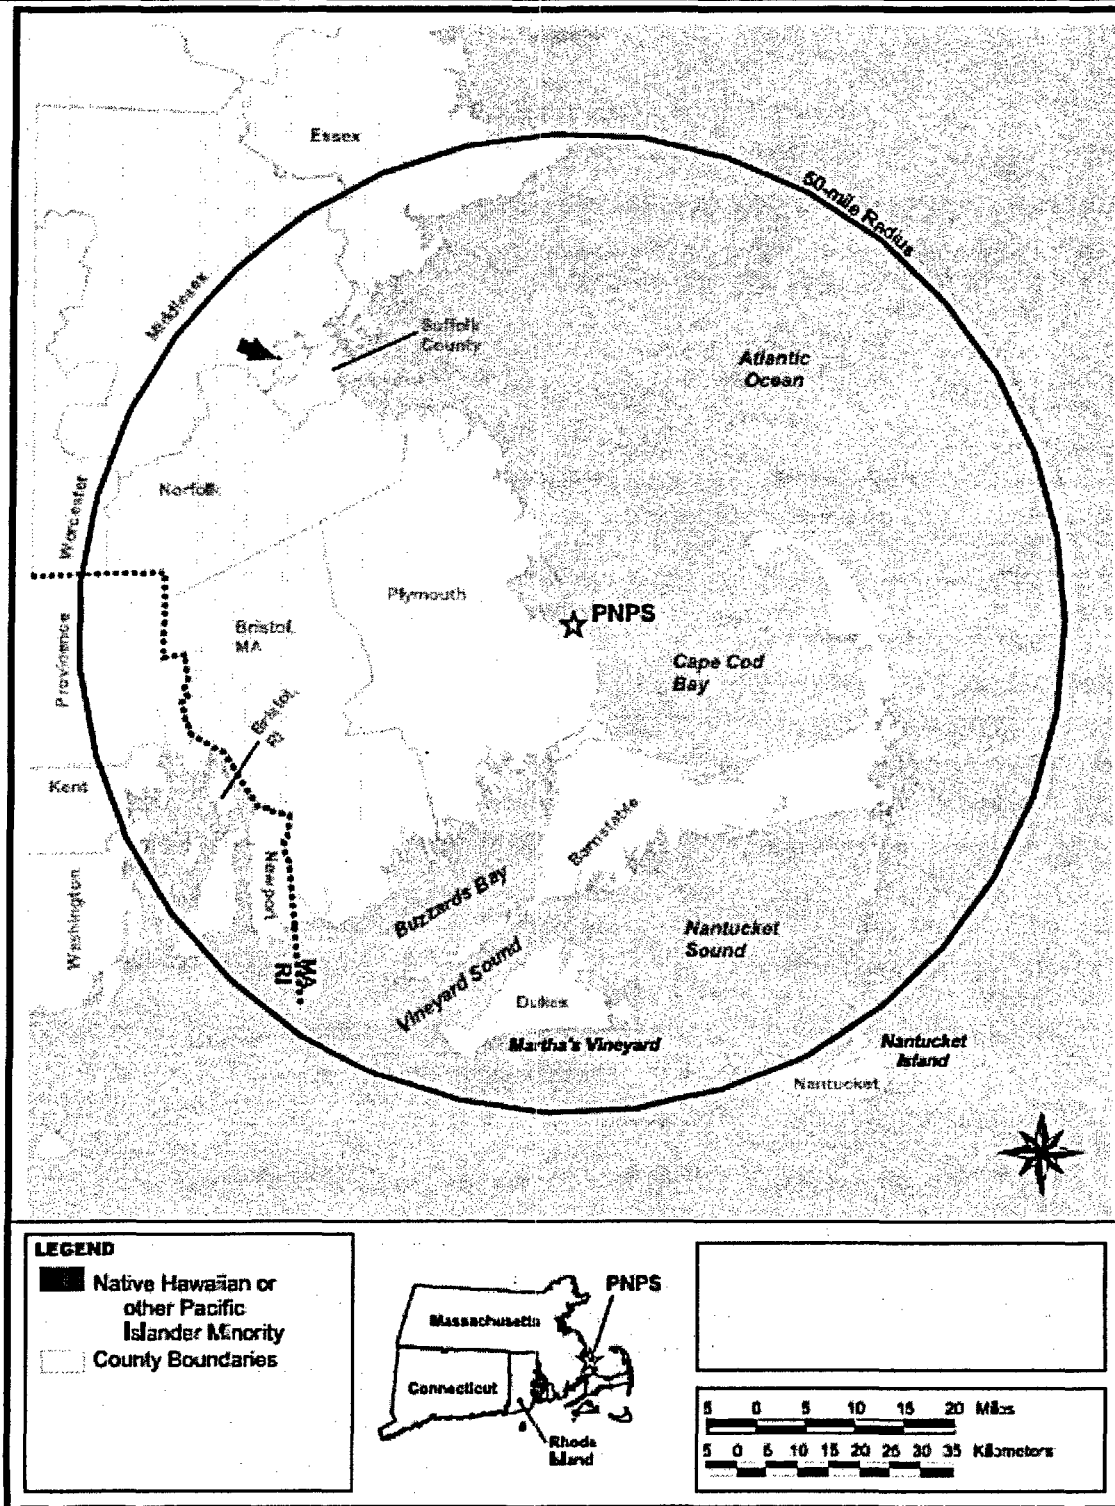 Essex
50-mile Radius
Middlesex
Suffolk
County
Atlantic
Ocean
Worcester
Norfolk
Plymouth
PNPS
Providence
Bristol,
MA
Cape Cod
Bay
Bristol,
RI
Kent
Barnstable
Newport
Washington
Buzzards Bay
Nantucket
Sound
MA
RI
Vineyard Sound
Dukes
Martha's Vineyard
Nantucket
Island
Nantucket
LEGEND
Native Hawaiian or
other Pacific
Islander Minority
County Boundaries
PNPS
Massachusetts
Connecticut
Rhode
Island
5 0 5 10 15 20 Miles
5 0 5 10 15 20 25 30 35 Kilometers